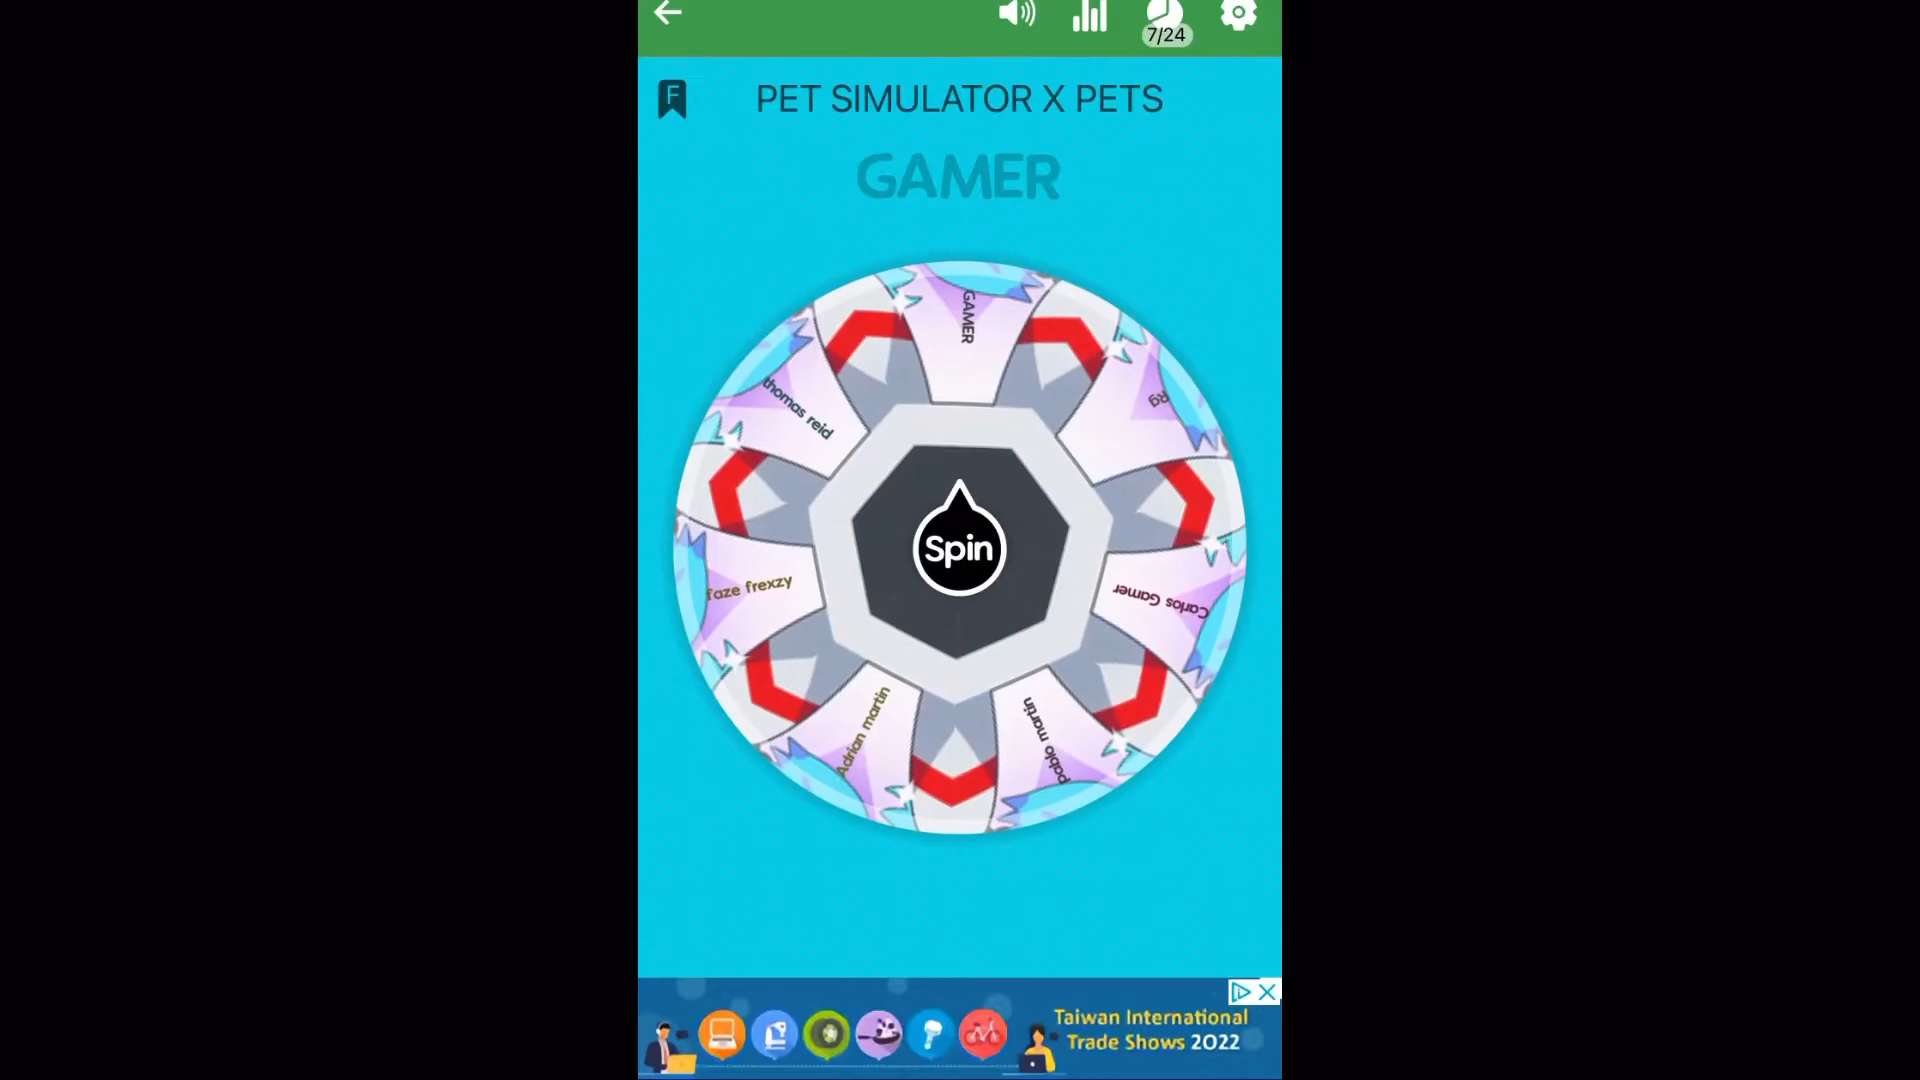 7/24
F
PET SIMULATOR X PETS
GAMER
GAMER
Rg
Carlos Gamer
pablo martin
Adrian martin
faze frexzy
thomas reid
Spin
Taiwan International
Trade Shows 2022